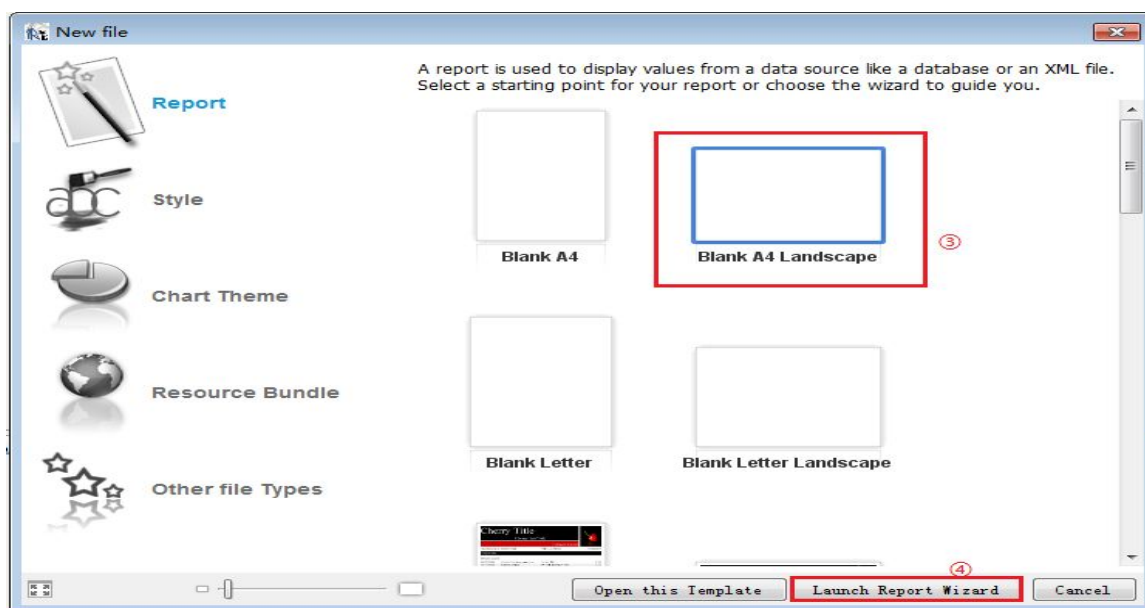 New file
A report is used to display values from a data source like a database or an XML file.
Select a starting point for your report or choose the wizard to guide you.
Report
Style
Chart Theme
Resource Bundle
Other file Types
Blank A4
Blank A4 Landscape
③
Blank Letter
Blank Letter Landscape
Cherry Title
④
Open this Template
Launch Report Wizard
Cancel